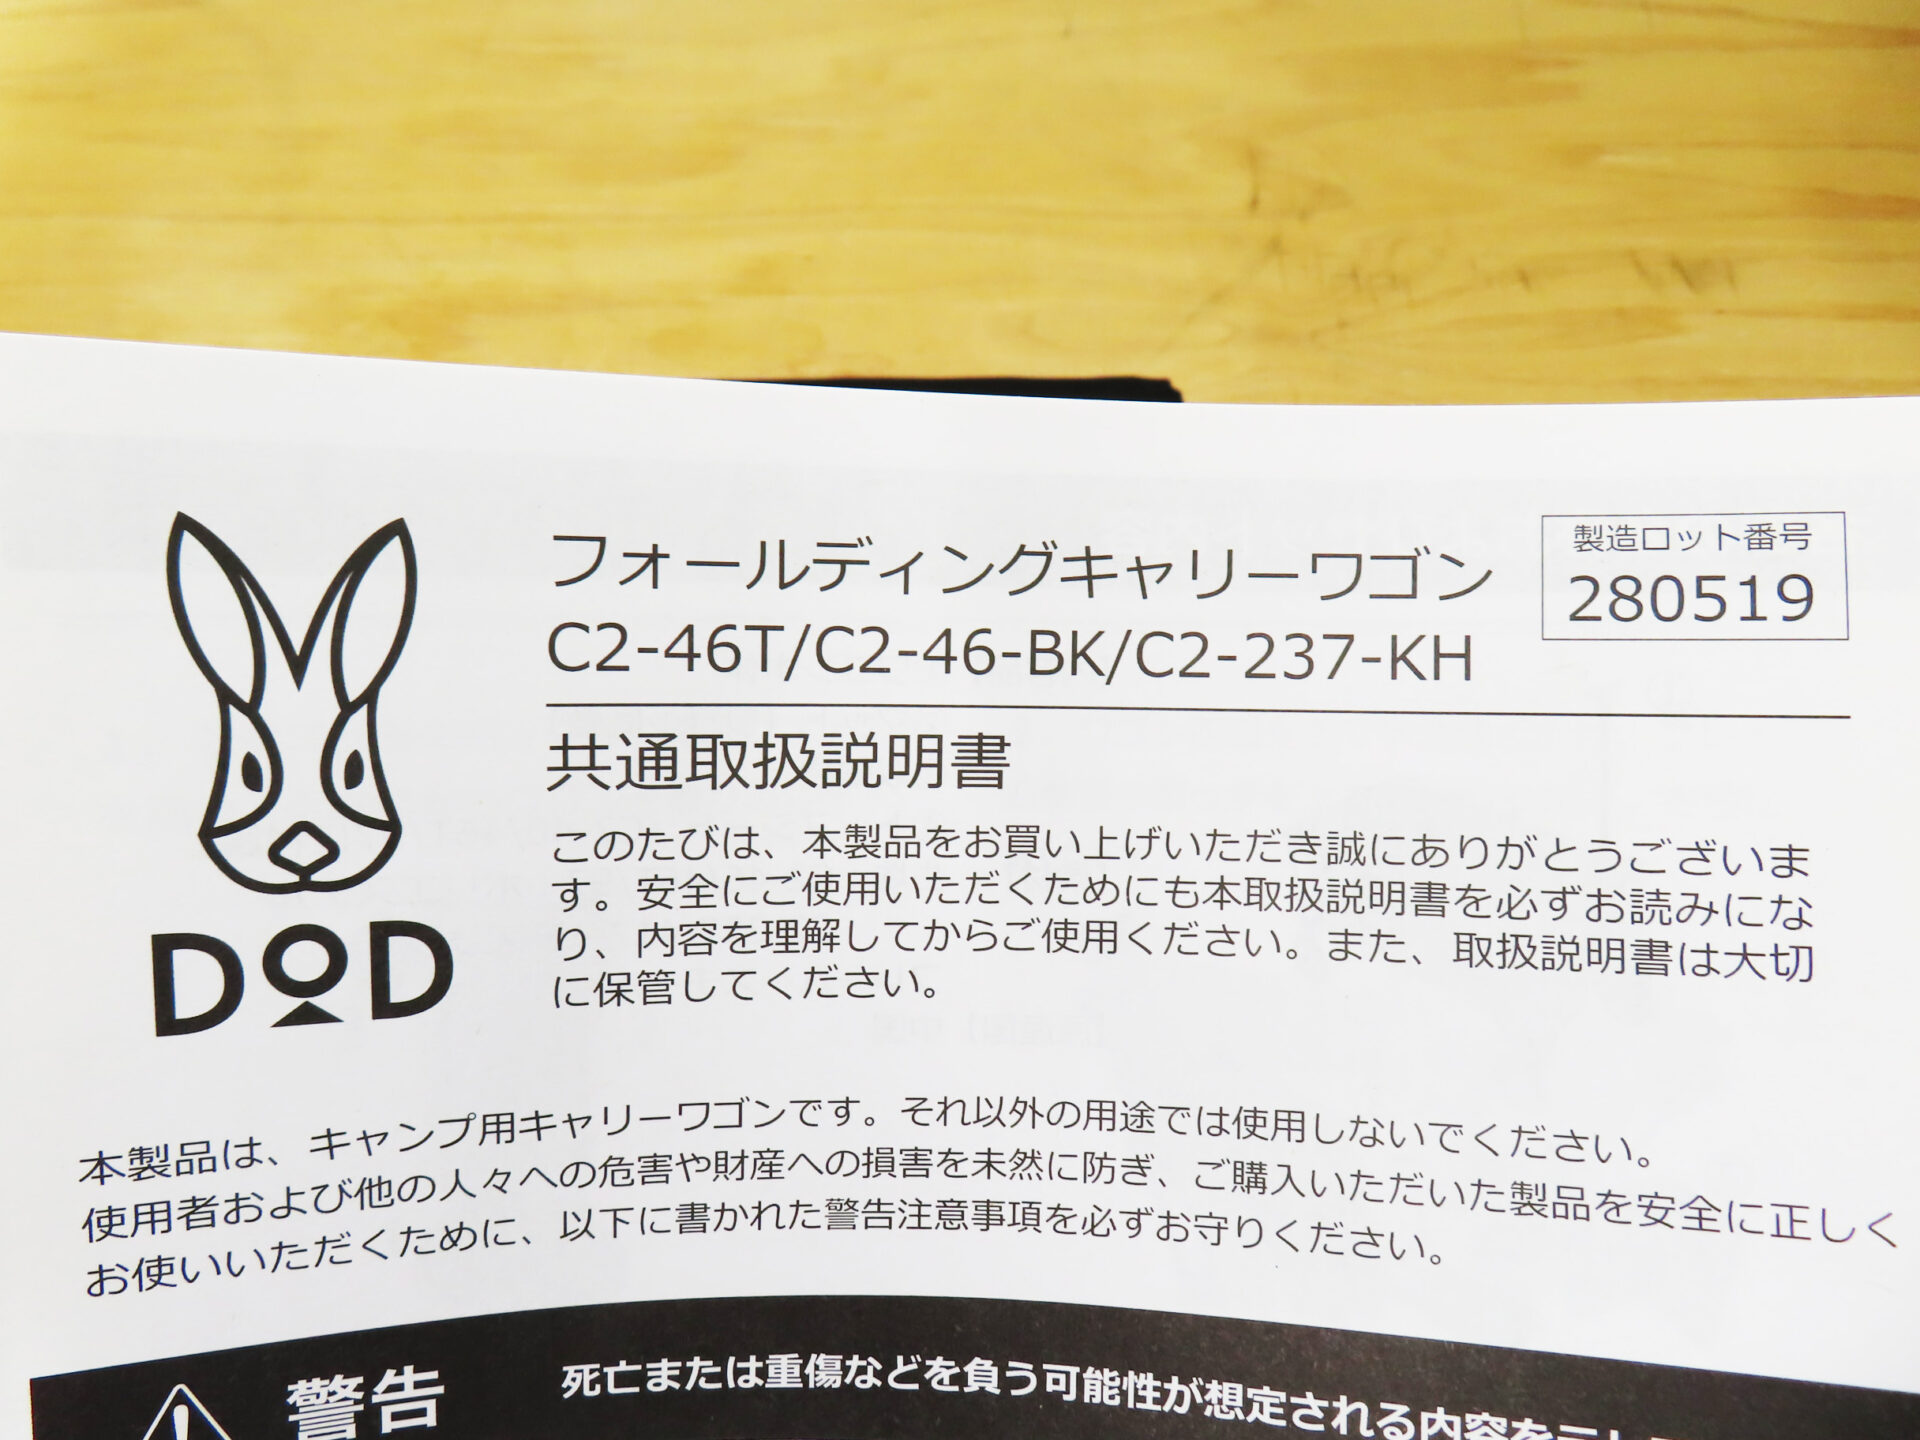 フォールディングキャリーワゴン
C2-46T/C2-46-BK/C2-237-KH
製造ロット番号
280519
共通取扱説明書
このたびは、本製品をお買い上げいただき誠にありがとうございま
す。安全にご使用いただくためにも本取扱説明書を必ずお読みにな
り、内容を理解してからご使用ください。また、取扱説明書は大切
に保管してください。
DOD
本製品は、キャンプ用キャリーワゴンです。それ以外の用途では使用しないでください。
使用者および他の人々への危害や財産への損害を未然に防ぎ、ご購入いただいた製品を安全に正しく
お使いいただくために、以下に書かれた警告注意事項を必ずお守りください。
警告
死亡または重傷などを負う可能性が想定される内容を